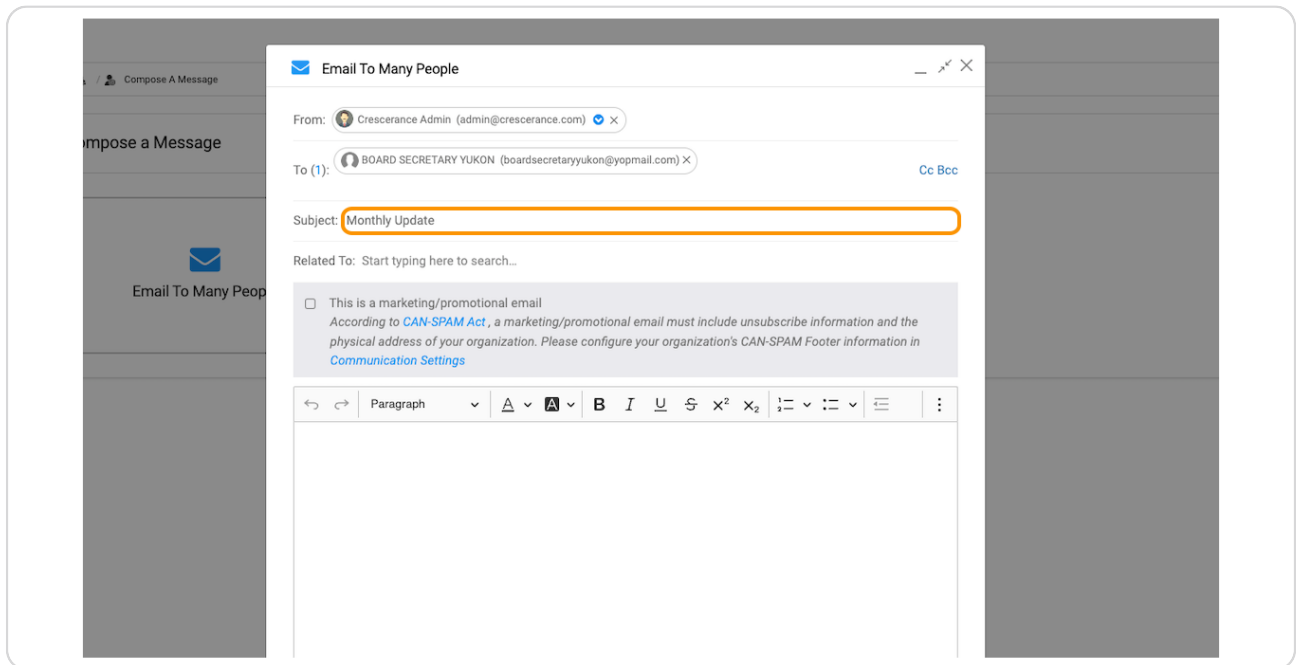 Email To Many People
/ Compose A Message
From: Crescerance Admin (admin@crescerance.com)
ompose a Message
To (1): BOARD SECRETARY YUKON (boardsecretaryyukon@yopmail.com)
Cc Bcc
Subject: Monthly Update
Related To: Start typing here to search...
Email To Many Peop
This is a marketing/promotional email
According to CAN-SPAM Act , a marketing/promotional email must include unsubscribe information and the
physical address of your organization. Please configure your organization's CAN-SPAM Footer information in
Communication Settings
Paragraph